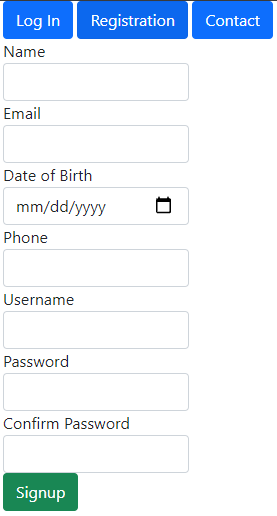 Log In Registration Contact
Name
Email
Date of Birth
mm/dd/yyyy
Phone
Username
Password
Confirm Password
Signup